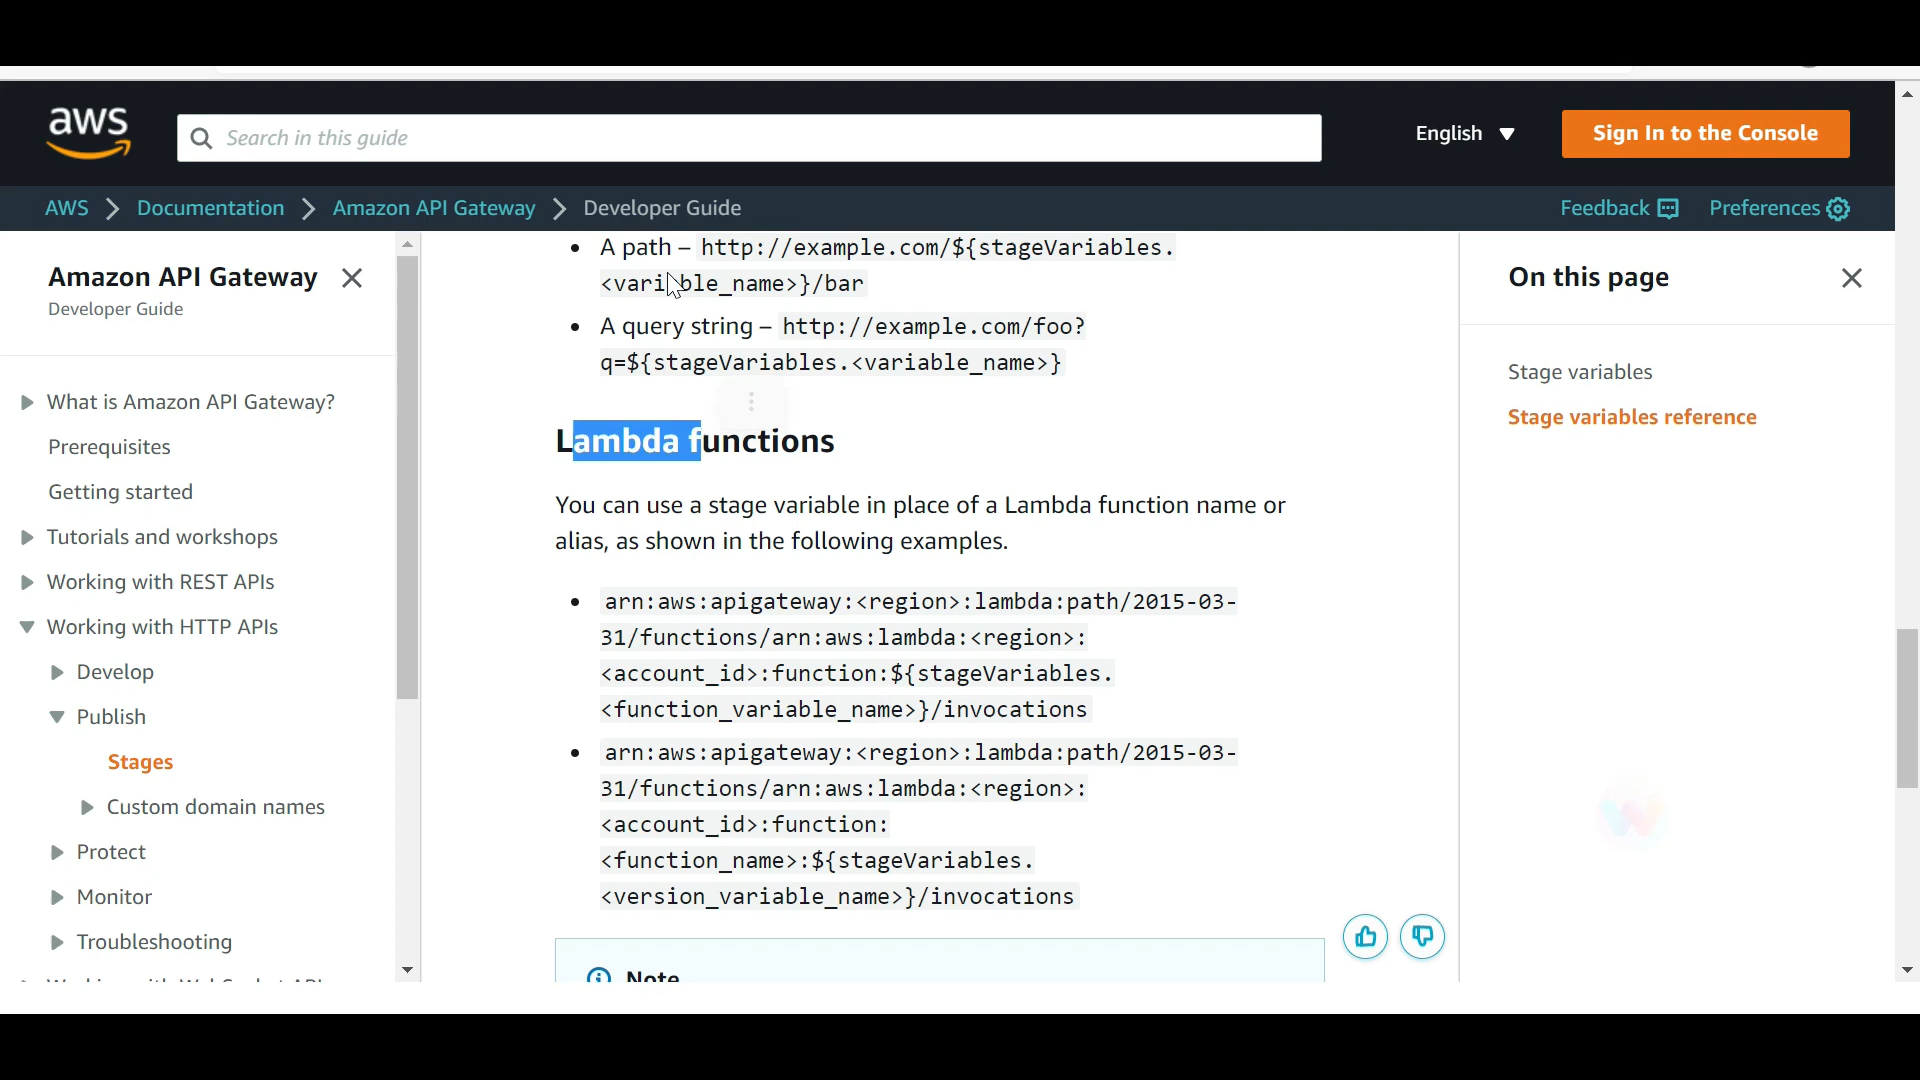 aws
Search in this guide
English
Sign In to the Console
AWS
Documentation
Amazon API Gateway
Developer Guide
Feedback
Preferences
Amazon API Gateway
Developer Guide
What is Amazon API Gateway?
Prerequisites
Getting started
Tutorials and workshops
Working with REST APIs
Working with HTTP APIs
Develop
Publish
Stages
Custom domain names
Protect
Monitor
Troubleshooting
• A path – http://example.com/${stageVariables.
<variable_name>}/bar
• A query string – http://example.com/foo?
q=${stageVariables.<variable_name>}
Lambda functions
You can use a stage variable in place of a Lambda function name or
alias, as shown in the following examples.
• arn:aws:apigateway:<region>:lambda:path/2015-03-
31/functions/arn:aws:lambda:<region>:
<account_id>:function:${stageVariables.
<function_variable_name>}/invocations
• arn:aws:apigateway:<region>:lambda:path/2015-03-
31/functions/arn:aws:lambda:<region>:
<account_id>:function:
<function_name>:${stageVariables.
<version_variable_name>}/invocations
Note
On this page
Stage variables
Stage variables reference